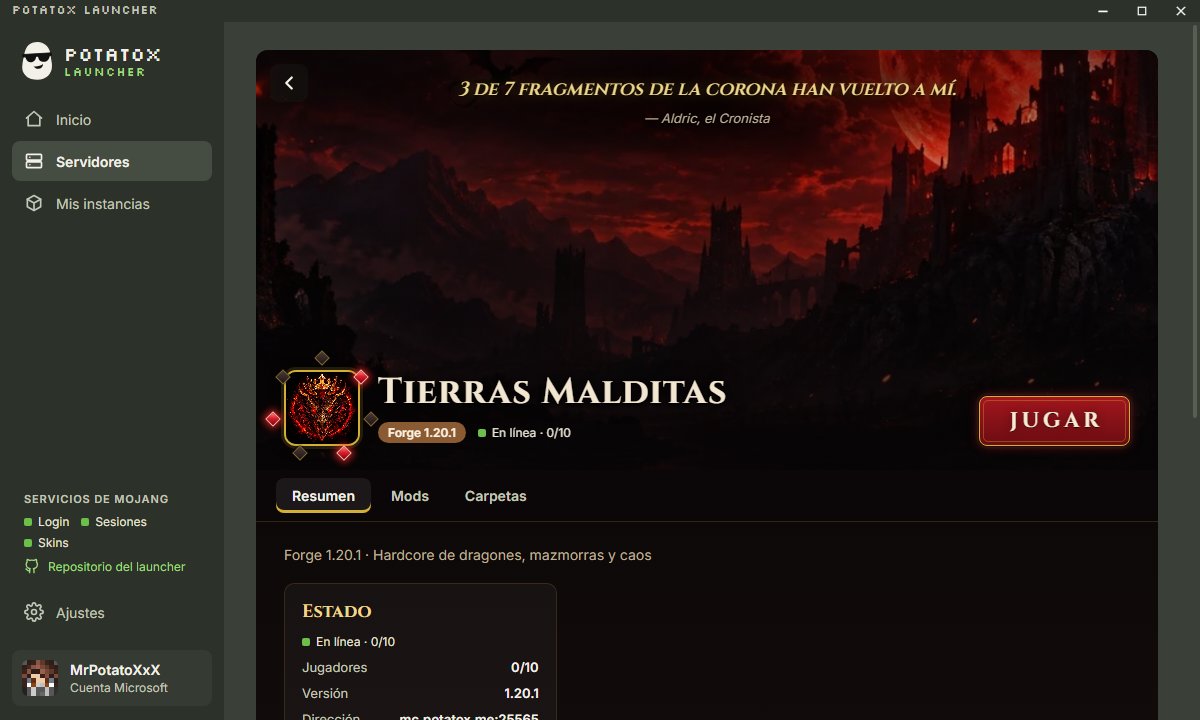 POTATOX LAUNCHER
POTATOX
LAUNCHER
Inicio
Servidores
Mis instancias
SERVICIOS DE MOJANG
Login Sesiones
Skins
Repositorio del launcher
Ajustes
MrPotatoXxX
Cuenta Microsoft
3 DE 7 FRAGMENTOS DE LA CORONA HAN VUELTO A MÍ.
— Aldric, el Cronista
TIERRAS MALDITAS
Forge 1.20.1 En línea · 0/10
JUGAR
Resumen Mods Carpetas
Forge 1.20.1 · Hardcore de dragones, mazmorras y caos
ESTADO
En línea · 0/10
Jugadores 0/10
Versión 1.20.1
Dirección mc.potatox.me:25565